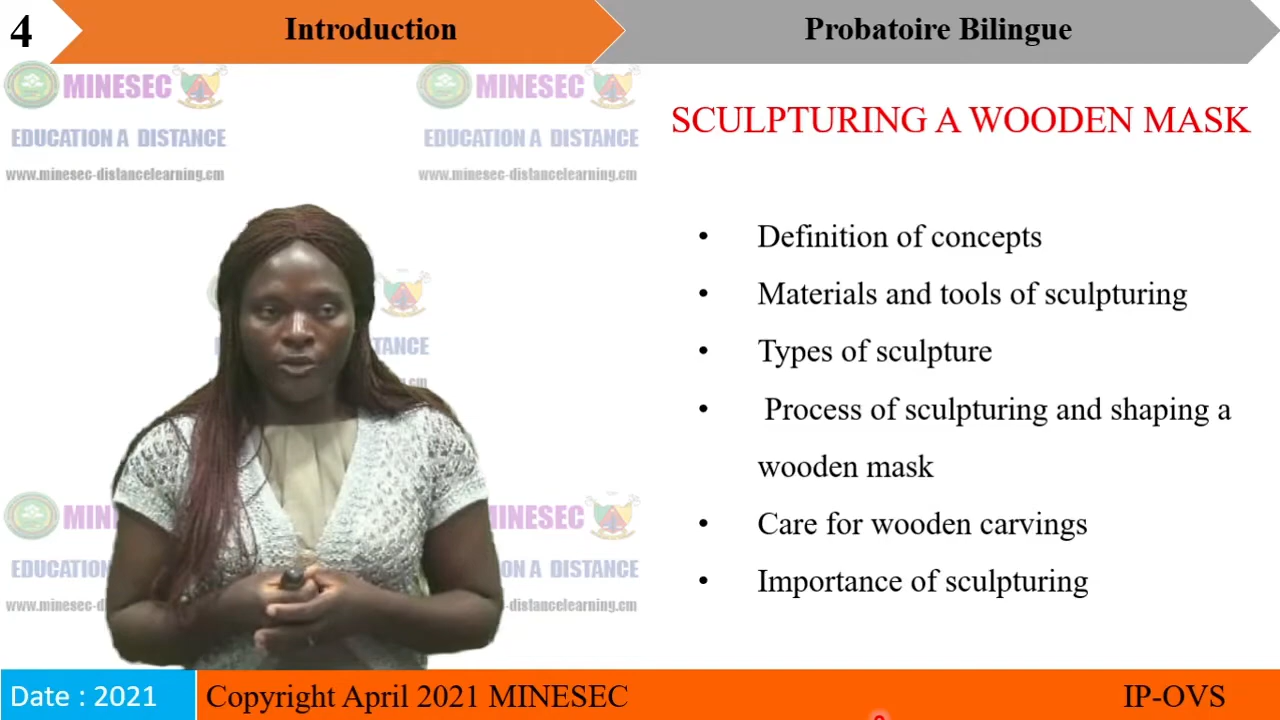 4
Introduction
Probatoire Bilingue
MINESEC
EDUCATION A DISTANCE
www.minesec-distancelearning.cm
MINESEC
EDUCATION A DISTANCE
www.minesec-distancelearning.cm
SCULPTURING A WOODEN MASK
• Definition of concepts
• Materials and tools of sculpturing
• Types of sculpture
• Process of sculpturing and shaping a
wooden mask
• Care for wooden carvings
• Importance of sculpturing
Date : 2021
Copyright April 2021 MINESEC
IP-OVS